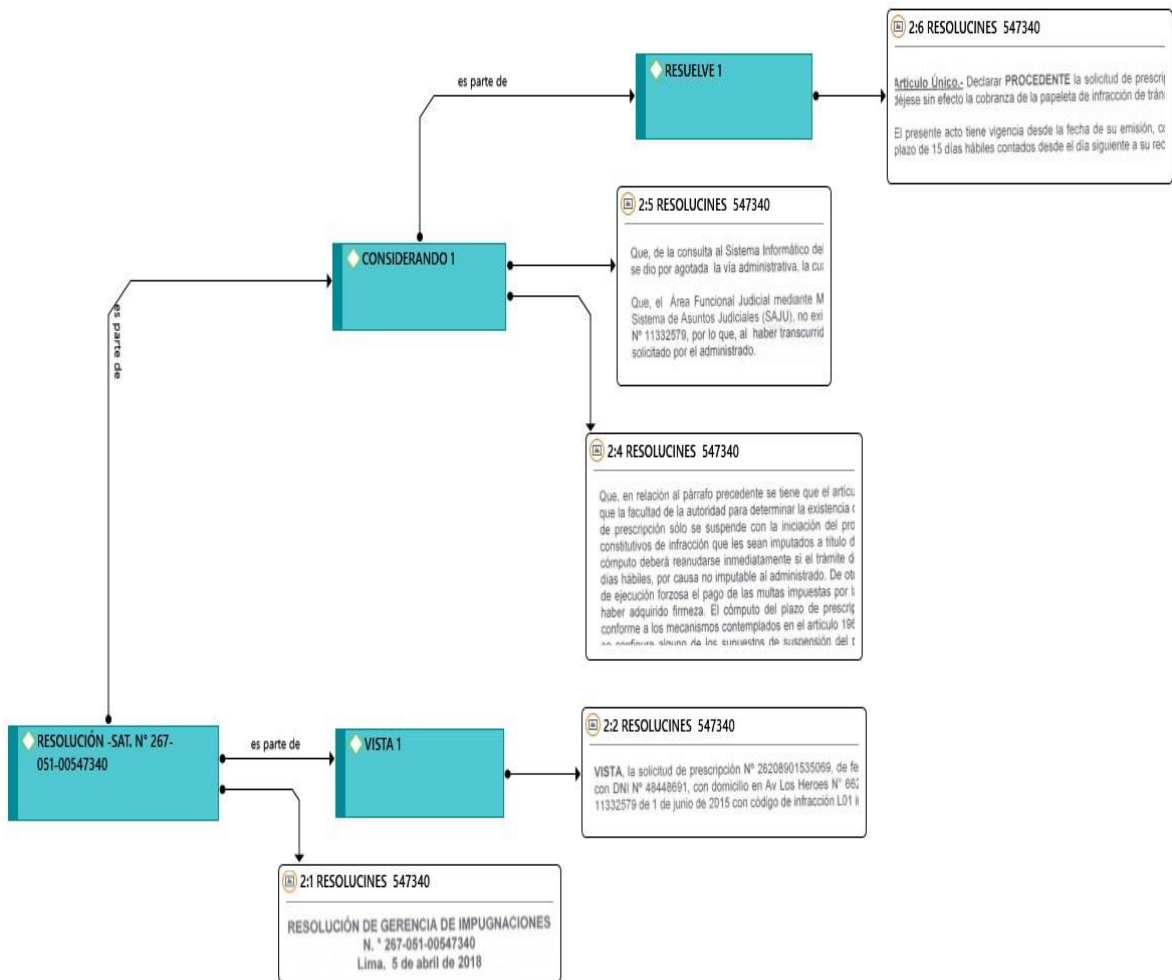 2:6 RESOLUCINES 547340
Artículo Único.- Declarar PROCEDENTE la solicitud de
déjese sin efecto la cobranza de la papeleta de infracción de
El presente acto tiene vigencia desde la fecha de su emisión,
plazo de 15 días hábiles contados desde el día siguiente a su
RESUELVE 1
es parte de
2:5 RESOLUCINES 547340
Que, de la consulta al Sistema Informático del
se dio por agotada la vía administrativa, la
Que, el Área Funcional Judicial mediante M
Sistema de Asuntos Judiciales (SAJU), no exi
N° 11332579, por lo que, al haber transcurrid
solicitado por el administrado.
CONSIDERANDO 1
es parte de
2:4 RESOLUCINES 547340
Que, en relación al párrafo precedente se tiene que el
que la facultad de la autoridad para determinar la existencia
de prescripción sólo se suspende con la iniciación del pro
constitutivos de infracción que les sean imputados a título d
cómputo deberá reanudarse inmediatamente si el trámite d
días hábiles, por causa no imputable al administrado. De
de ejecución forzosa el pago de las multas impuestas por
haber adquirido firmeza. El cómputo del plazo de prescrip
conforme a los mecanismos contemplados en el artículo
se configure alguno de los supuestos de suspensión del
RESOLUCIÓN -SAT. N° 267-
051-00547340
es parte de
VISTA 1
2:2 RESOLUCINES 547340
VISTA, la solicitud de prescripción N° 26208901535069, de fe
con DNI N° 48448691, con domicilio en Av Los Heroes N° 662
11332579 de 1 de junio de 2015 con código de infracción L01
2:1 RESOLUCINES 547340
RESOLUCIÓN DE GERENCIA DE IMPUGNACIONES
N. ° 267-051-00547340
Lima, 5 de abril de 2018